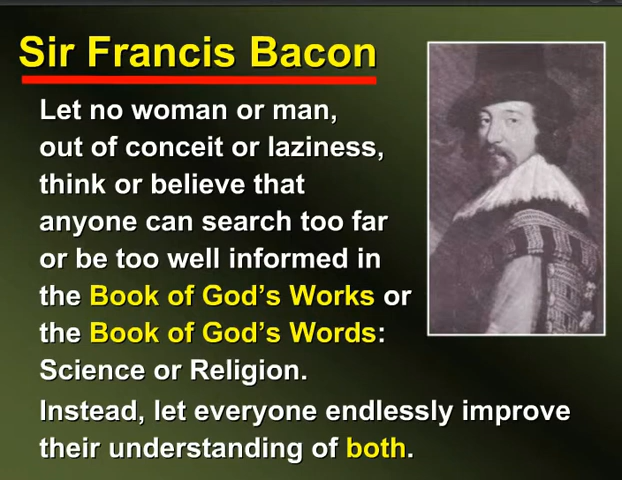 Sir Francis Bacon
Let no woman or man,
out of conceit or laziness,
think or believe that
anyone can search too far
or be too well informed in
the Book of God’s Works or
the Book of God’s Words:
Science or Religion.
Instead, let everyone endlessly improve
their understanding of both.